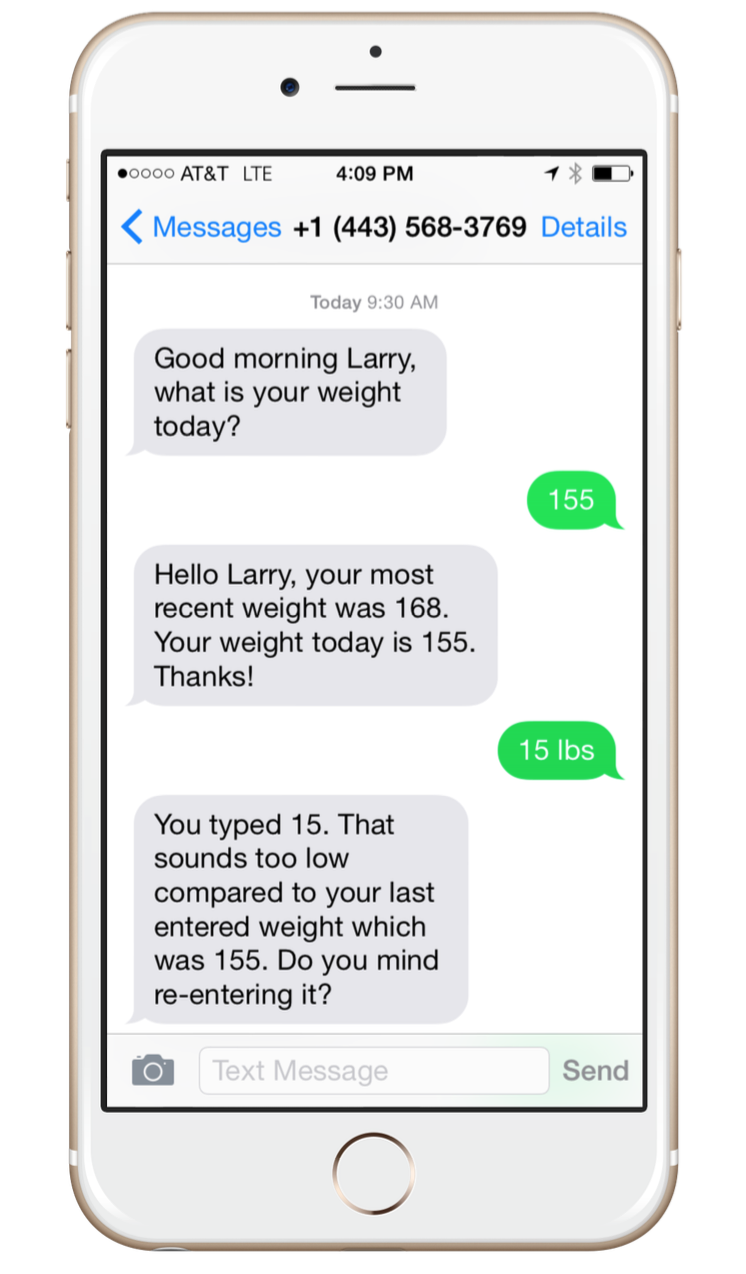 AT&T LTE 4:09 PM
Messages +1 (443) 568-3769 Details
Today 9:30 AM
Good morning Larry,
what is your weight
today?
155
Hello Larry, your most
recent weight was 168.
Your weight today is 155.
Thanks!
15 lbs
You typed 15. That
sounds too low
compared to your last
entered weight which
was 155. Do you mind
re-entering it?
Text Message Send